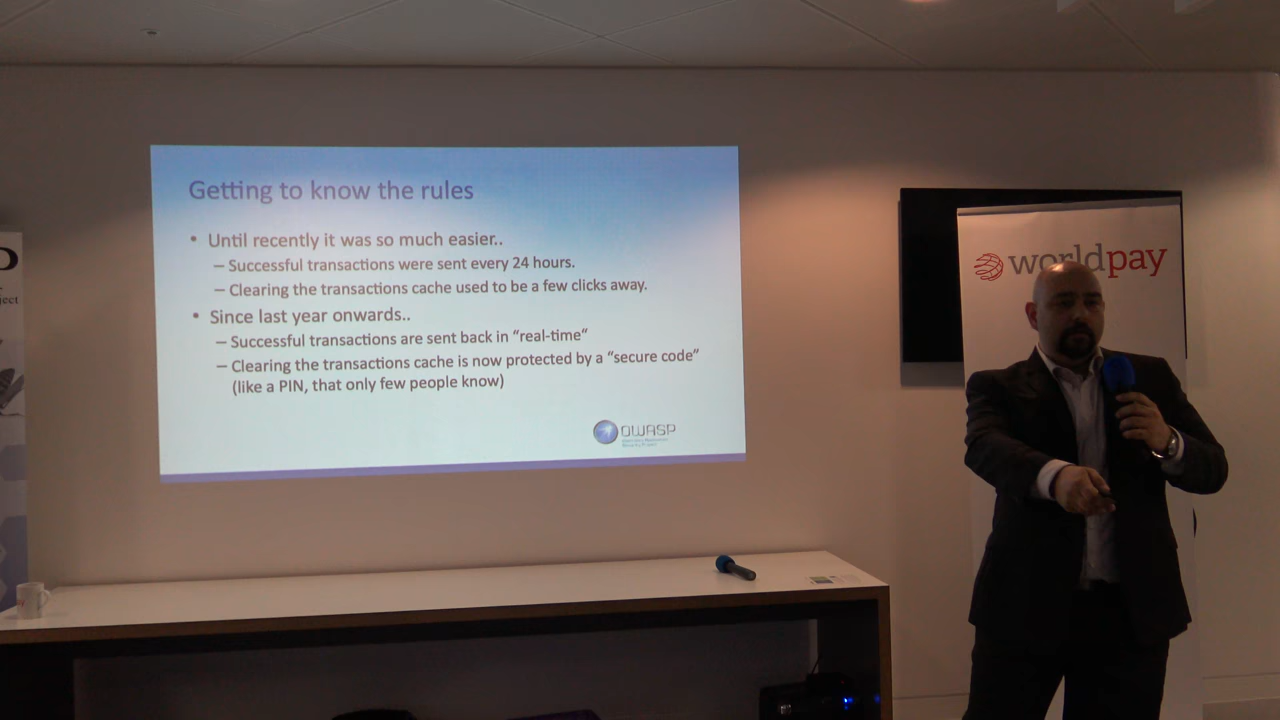 Getting to know the rules
• Until recently it was so much easier..
– Successful transactions were sent every 24 hours.
– Clearing the transactions cache used to be a few clicks away.
• Since last year onwards..
– Successful transactions are sent back in “real-time“
– Clearing the transactions cache is now protected by a “secure code”
(like a PIN, that only few people know)
OWASP
worldpay